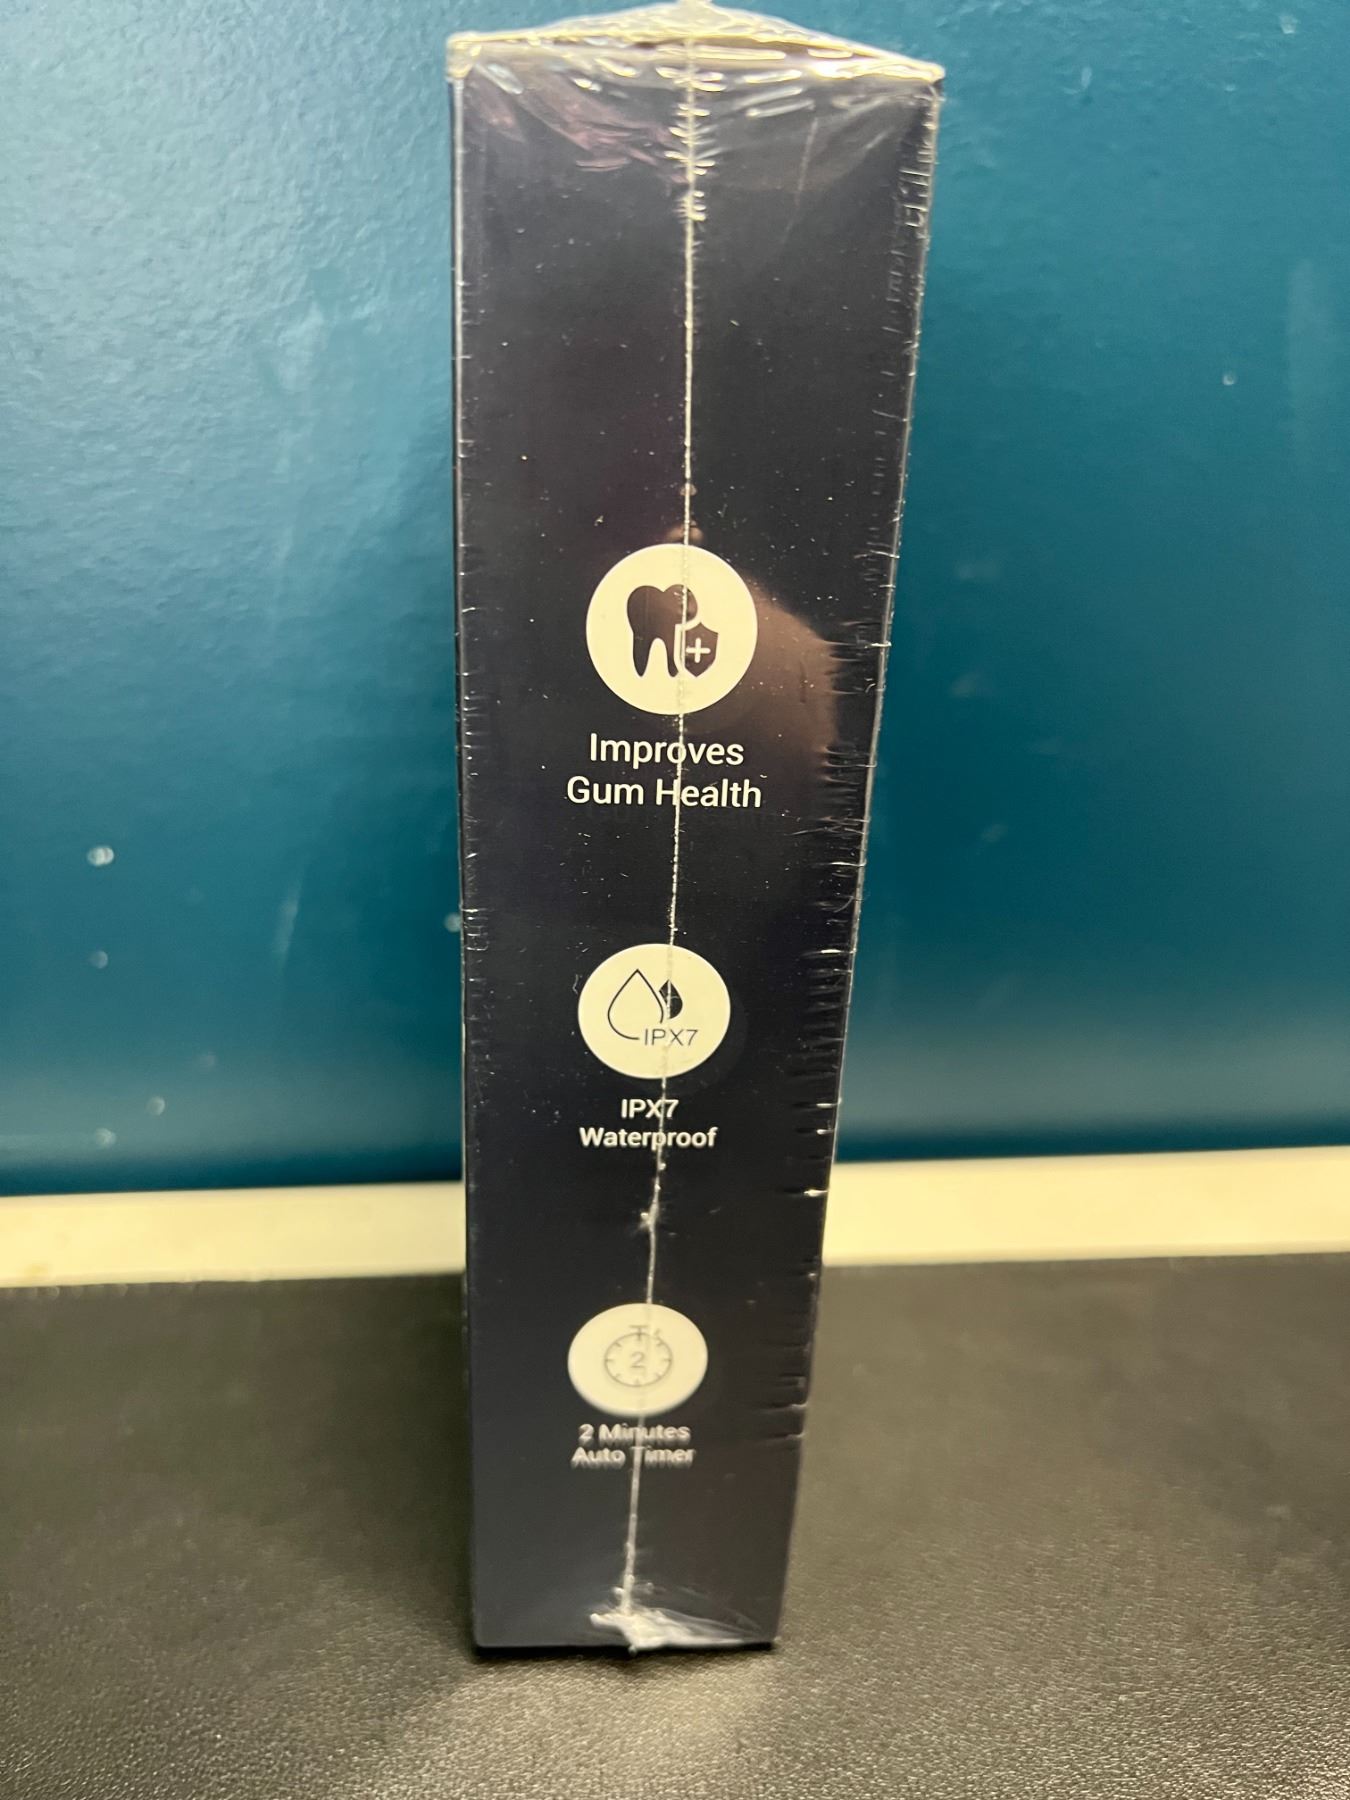 Improves
Gum Health
IPX7
IPX7
Waterproof
2
2 Minutes
Auto Timer